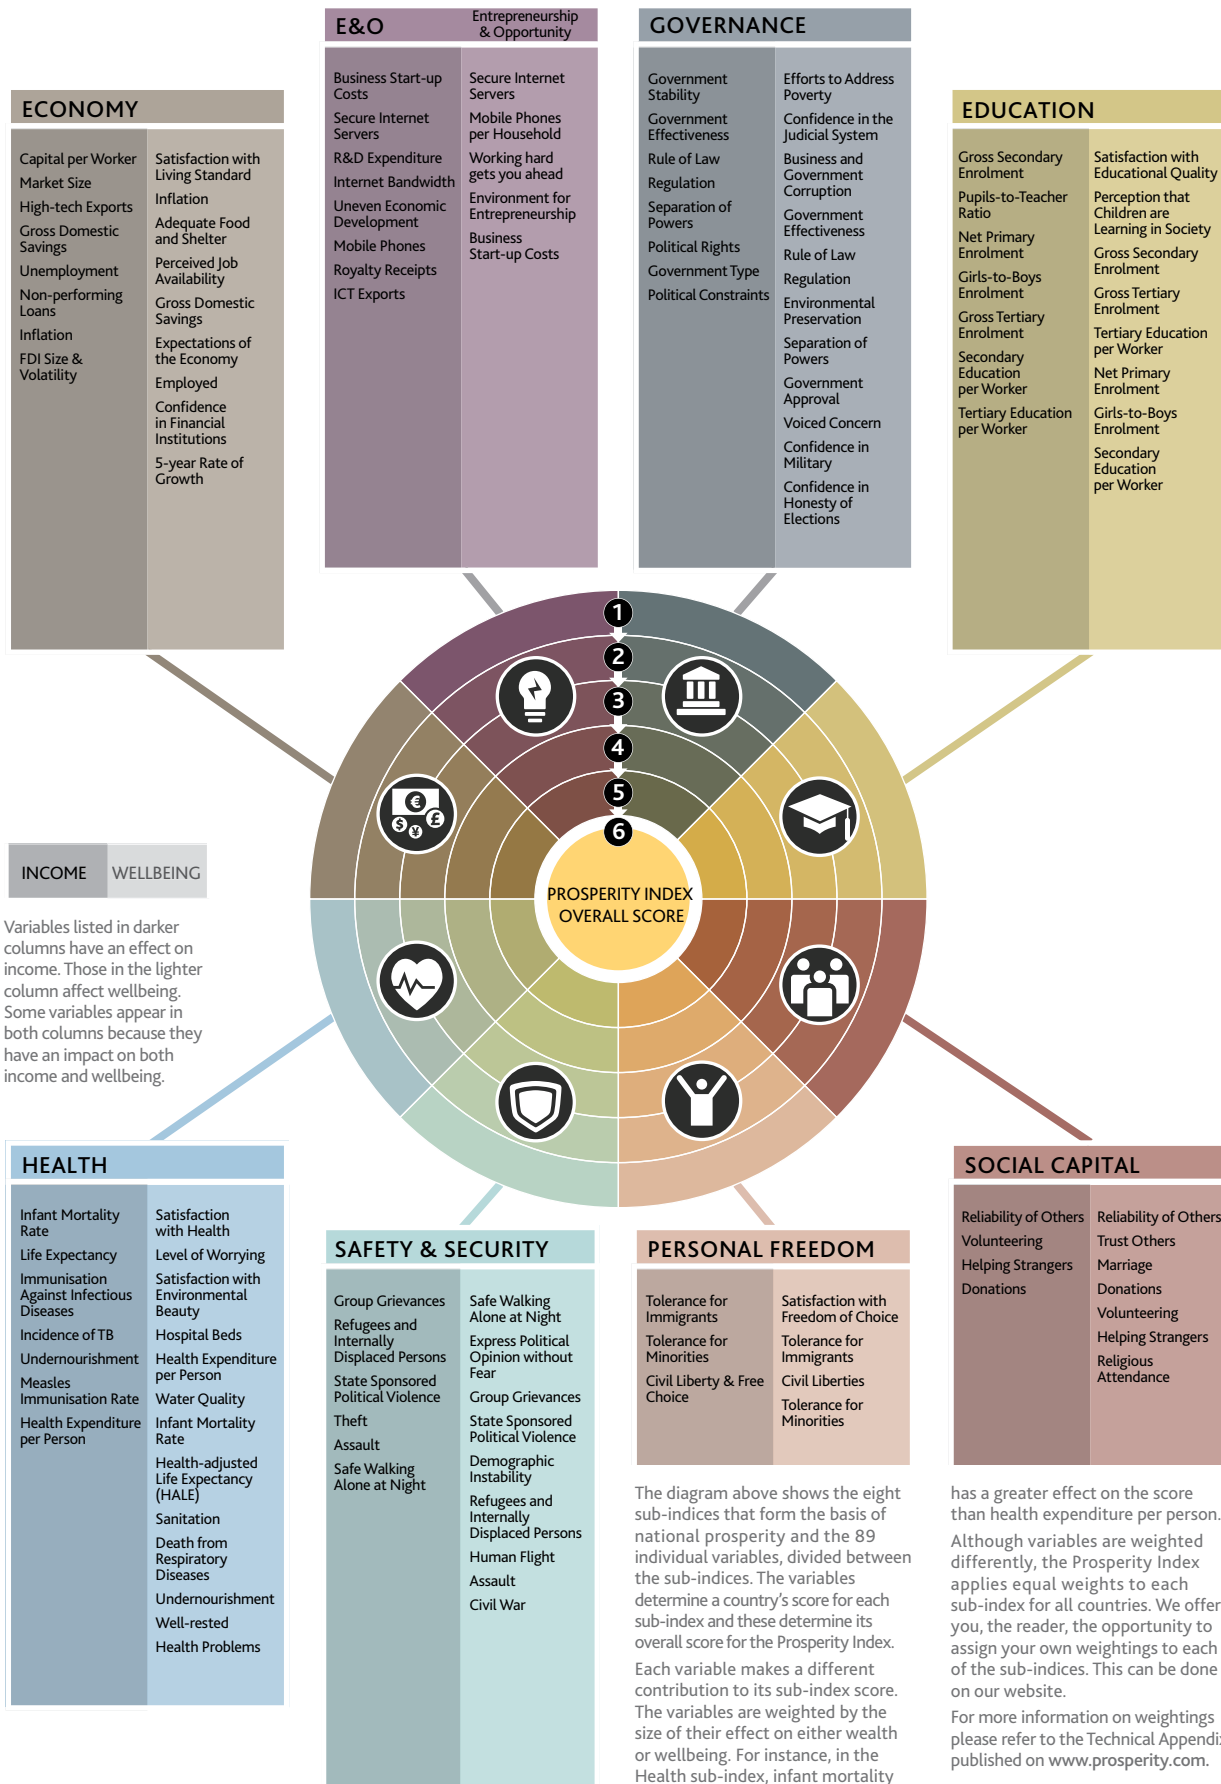 E&O
Entrepreneurship
& Opportunity
Business Start-up
Costs
Secure Internet
Servers
R&D Expenditure
Internet Bandwidth
Uneven Economic
Development
Mobile Phones
Royalty Receipts
ICT Exports
Secure Internet
Servers
Mobile Phones
per Household
Working hard
gets you ahead
Environment for
Entrepreneurship
Business
Start-up Costs
GOVERNANCE
Government
Stability
Government
Effectiveness
Rule of Law
Regulation
Separation of
Powers
Political Rights
Government Type
Political Constraints
Efforts to Address
Poverty
Confidence in the
Judicial System
Business and
Government
Corruption
Government
Effectiveness
Rule of Law
Regulation
Environmental
Preservation
Separation of
Powers
Government
Approval
Voiced Concern
Confidence in
Military
Confidence in
Honesty of
Elections
ECONOMY
Capital per Worker
Market Size
High-tech Exports
Gross Domestic
Savings
Unemployment
Non-performing
Loans
Inflation
FDI Size &
Volatility
Satisfaction with
Living Standard
Inflation
Adequate Food
and Shelter
Perceived Job
Availability
Gross Domestic
Savings
Expectations of
the Economy
Employed
Confidence
in Financial
Institutions
5-year Rate of
Growth
EDUCATION
Gross Secondary
Enrolment
Pupils-to-Teacher
Ratio
Net Primary
Enrolment
Girls-to-Boys
Enrolment
Gross Tertiary
Enrolment
Secondary
Education
per Worker
Tertiary Education
per Worker
Satisfaction with
Educational Quality
Perception that
Children are
Learning in Society
Gross Secondary
Enrolment
Gross Tertiary
Enrolment
Tertiary Education
per Worker
Net Primary
Enrolment
Girls-to-Boys
Enrolment
Secondary
Education
per Worker
1
2
3
4
5
6
€
$ ¥ £
PROSPERITY INDEX
OVERALL SCORE
INCOME WELLBEING
Variables listed in darker
columns have an effect on
income. Those in the lighter
column affect wellbeing.
Some variables appear in
both columns because they
have an impact on both
income and wellbeing.
HEALTH
Infant Mortality
Rate
Life Expectancy
Immunisation
Against Infectious
Diseases
Incidence of TB
Undernourishment
Measles
Immunisation Rate
Health Expenditure
per Person
Satisfaction
with Health
Level of Worrying
Satisfaction with
Environmental
Beauty
Hospital Beds
Health Expenditure
per Person
Water Quality
Infant Mortality
Rate
Health-adjusted
Life Expectancy
(HALE)
Sanitation
Death from
Respiratory
Diseases
Undernourishment
Well-rested
Health Problems
SAFETY & SECURITY
Group Grievances
Refugees and
Internally
Displaced Persons
State Sponsored
Political Violence
Theft
Assault
Safe Walking
Alone at Night
Safe Walking
Alone at Night
Express Political
Opinion without
Fear
Group Grievances
State Sponsored
Political Violence
Demographic
Instability
Refugees and
Internally
Displaced Persons
Human Flight
Assault
Civil War
PERSONAL FREEDOM
Tolerance for
Immigrants
Tolerance for
Minorities
Civil Liberty & Free
Choice
Satisfaction with
Freedom of Choice
Tolerance for
Immigrants
Civil Liberties
Tolerance for
Minorities
SOCIAL CAPITAL
Reliability of Others
Volunteering
Helping Strangers
Donations
Reliability of Others
Trust Others
Marriage
Donations
Volunteering
Helping Strangers
Religious
Attendance
The diagram above shows the eight
sub-indices that form the basis of
national prosperity and the 89
individual variables, divided between
the sub-indices. The variables
determine a country's score for each
sub-index and these determine its
overall score for the Prosperity Index.
Each variable makes a different
contribution to its sub-index score.
The variables are weighted by the
size of their effect on either wealth
or wellbeing. For instance, in the
Health sub-index, infant mortality
has a greater effect on the score
than health expenditure per person.
Although variables are weighted
differently, the Prosperity Index
applies equal weights to each
sub-index for all countries. We offer
you, the reader, the opportunity to
assign your own weightings to each
of the sub-indices. This can be done
on our website.
For more information on weightings
please refer to the Technical Appendix
published on www.prosperity.com.